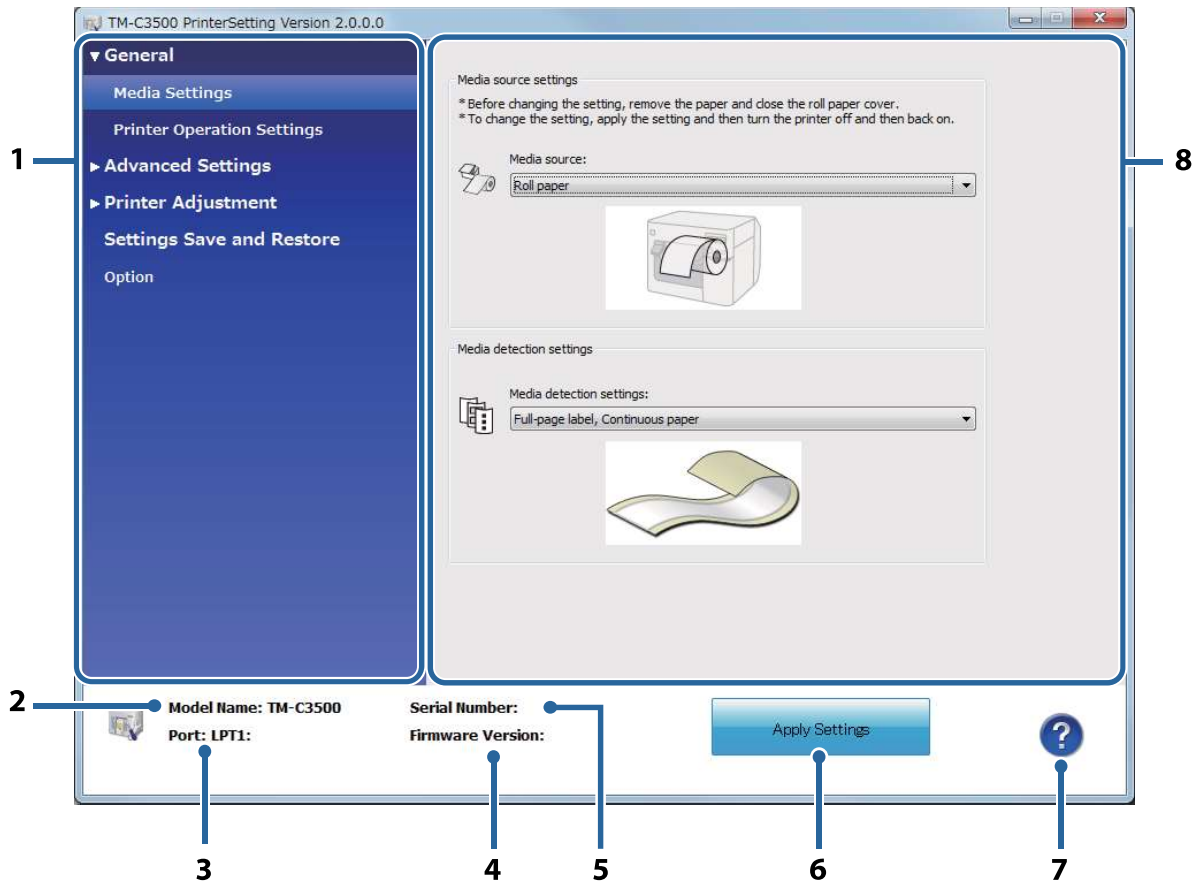 TM-C3500 PrinterSetting Version 2.0.0.0
General
Media Settings
Printer Operation Settings
Advanced Settings
Printer Adjustment
Settings Save and Restore
Option
Media source settings
* Before changing the setting, remove the paper and close the roll paper cover.
* To change the setting, apply the setting and then turn the printer off and then back on.
Media source:
Roll paper
Media detection settings
Media detection settings:
Full-page label, Continuous paper
1
8
2
Model Name: TM-C3500
Serial Number:
Port: LPT1:
Firmware Version:
Apply Settings
?
3
4
5
6
7